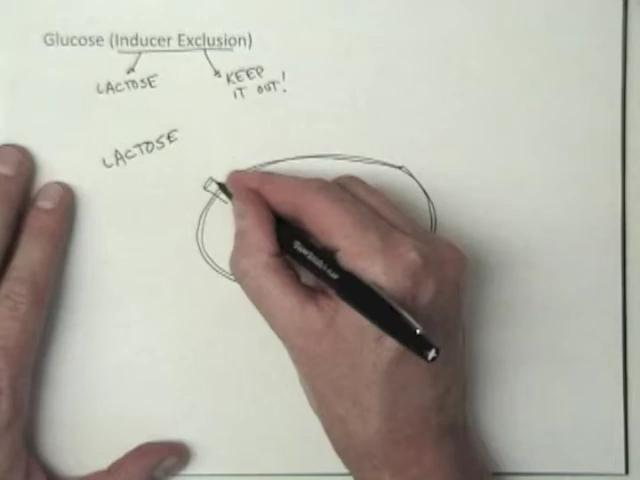 Glucose (Inducer Exclusion)
LACTOSE
KEEP
IT OUT!
LACTOSE